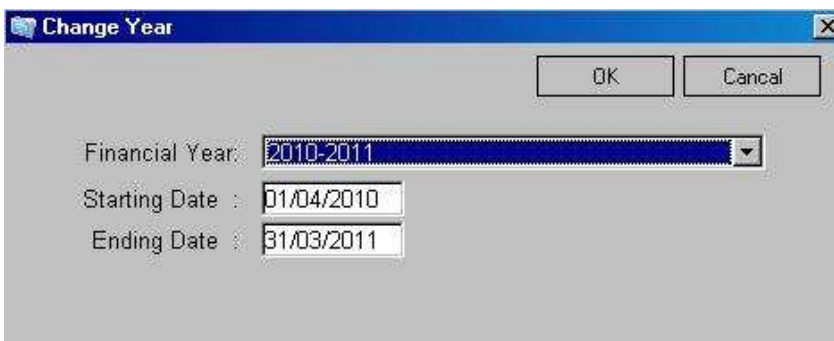 Change Year
OK Cancal
Financial Year: 2010-2011
Starting Date : 01/04/2010
Ending Date : 31/03/2011